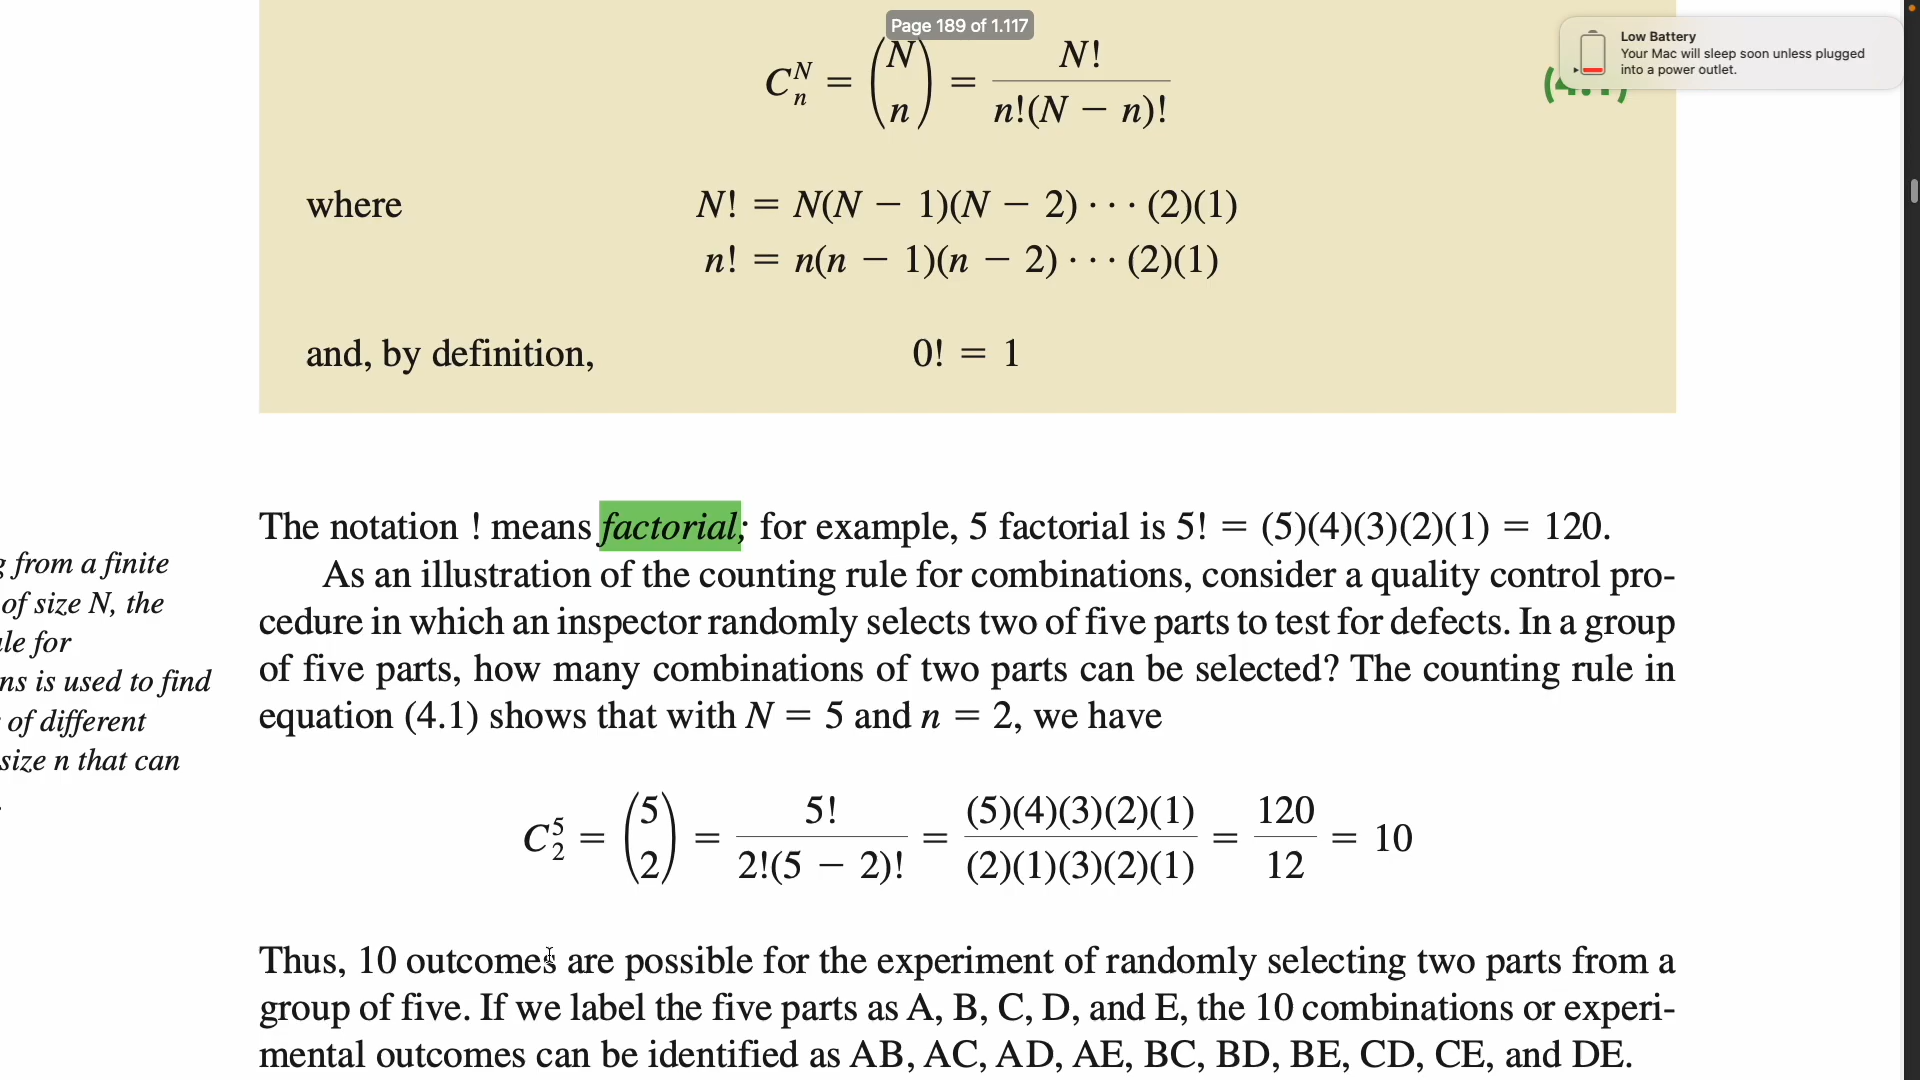 Page 189 of 1.117
Low Battery
Your Mac will sleep soon unless plugged
into a power outlet.
C_n^N = (N n) = N! / n!(N − n)!
where N! = N(N − 1)(N − 2) · · · (2)(1)
n! = n(n − 1)(n − 2) · · · (2)(1)
and, by definition, 0! = 1
The notation ! means factorial; for example, 5 factorial is 5! = (5)(4)(3)(2)(1) = 120.
As an illustration of the counting rule for combinations, consider a quality control pro-
cedure in which an inspector randomly selects two of five parts to test for defects. In a group
of five parts, how many combinations of two parts can be selected? The counting rule in
equation (4.1) shows that with N = 5 and n = 2, we have
C_2^5 = (5 2) = 5! / 2!(5 − 2)! = (5)(4)(3)(2)(1) / (2)(1)(3)(2)(1) = 120 / 12 = 10
Thus, 10 outcomes are possible for the experiment of randomly selecting two parts from a
group of five. If we label the five parts as A, B, C, D, and E, the 10 combinations or experi-
mental outcomes can be identified as AB, AC, AD, AE, BC, BD, BE, CD, CE, and DE.
from a finite
of size N, the
for
is used to find
of different
size n that can